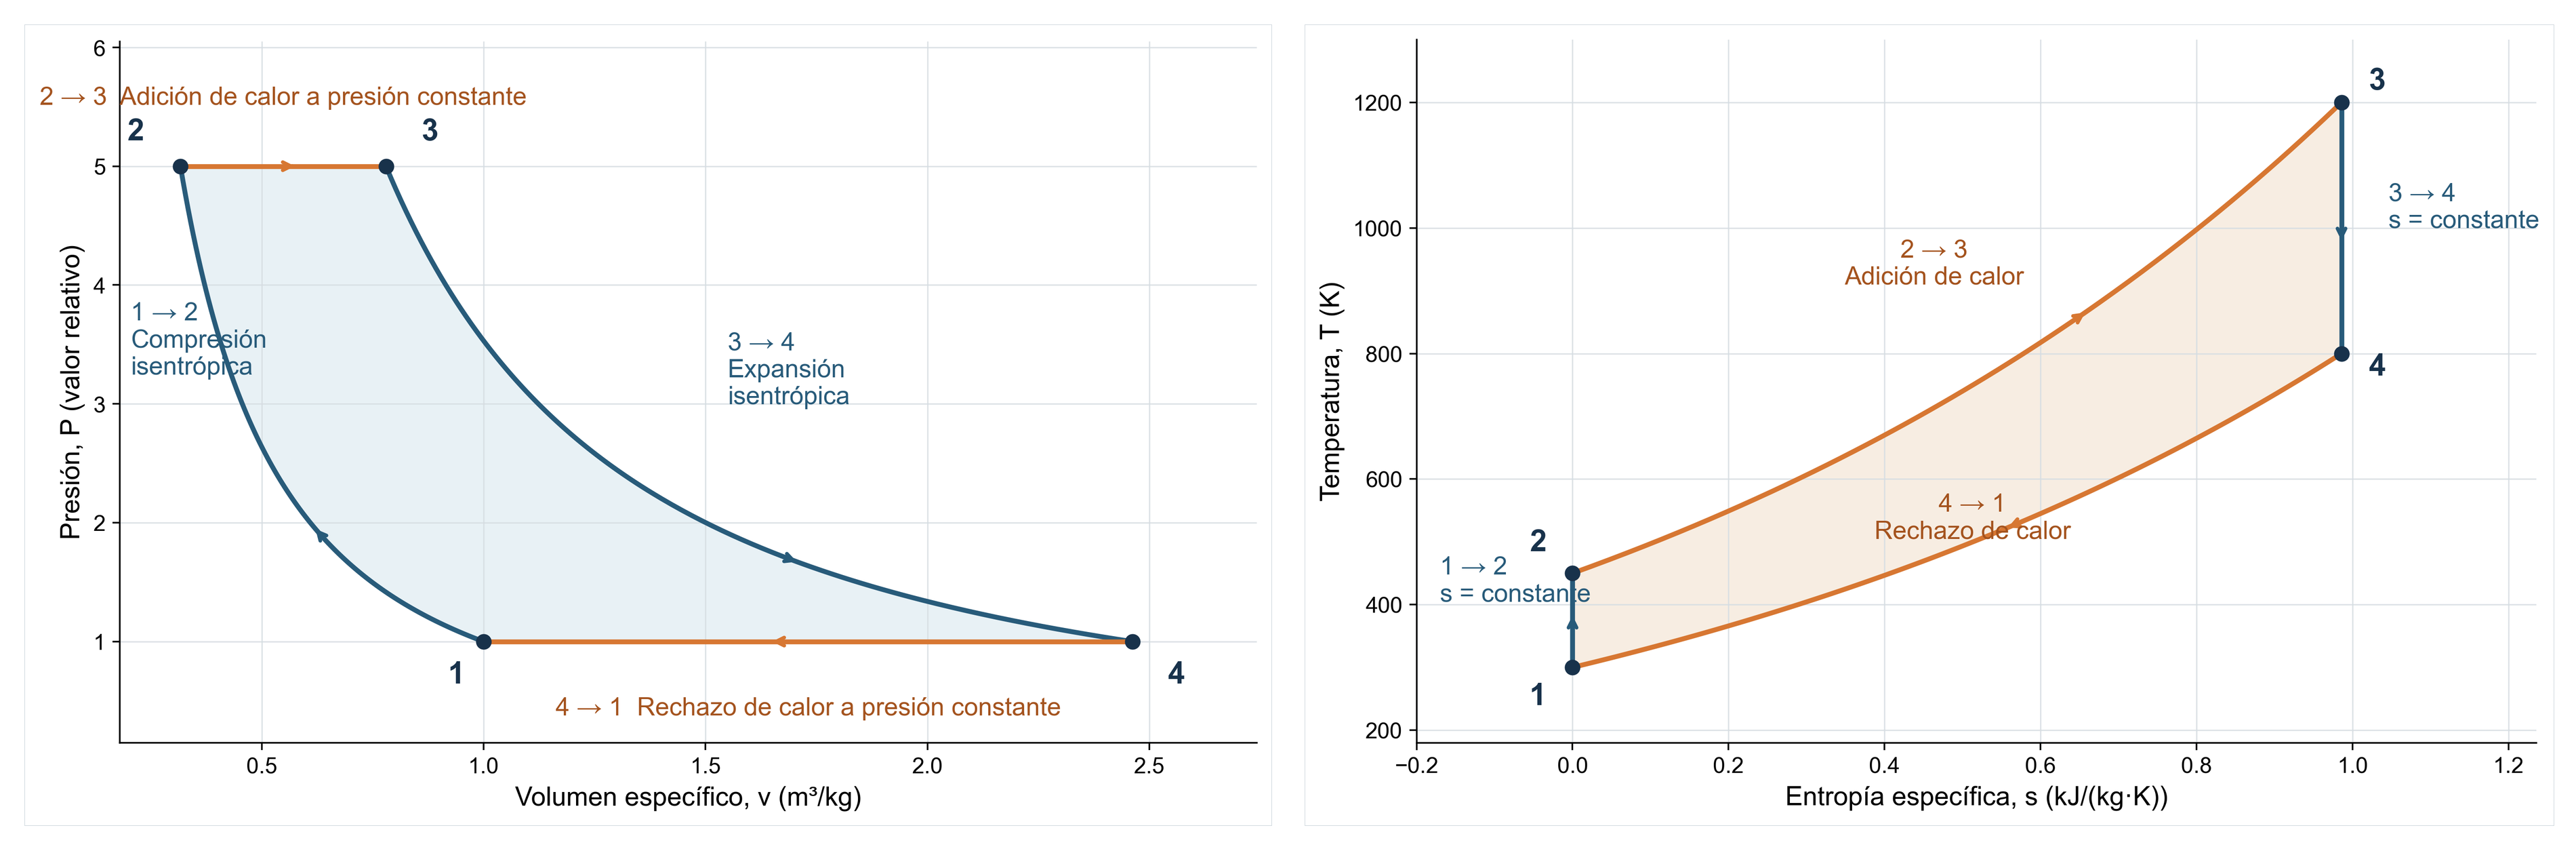 6
2 → 3 Adición de calor a presión constante
2
3
5
4
1 → 2
Compresión
isentrópica
3 → 4
Expansión
isentrópica
3
2
1
1
4
4 → 1 Rechazo de calor a presión constante
0.5
1.0
1.5
2.0
2.5
Volumen específico, v (m³/kg)
Presión, P (valor relativo)
3
1200
3 → 4
s = constante
1000
2 → 3
Adición de calor
800
4
600
4 → 1
Rechazo de calor
2
1 → 2
s = constante
400
1
200
−0.2
0.0
0.2
0.4
0.6
0.8
1.0
1.2
Entropía específica, s (kJ/(kg·K))
Temperatura, T (K)